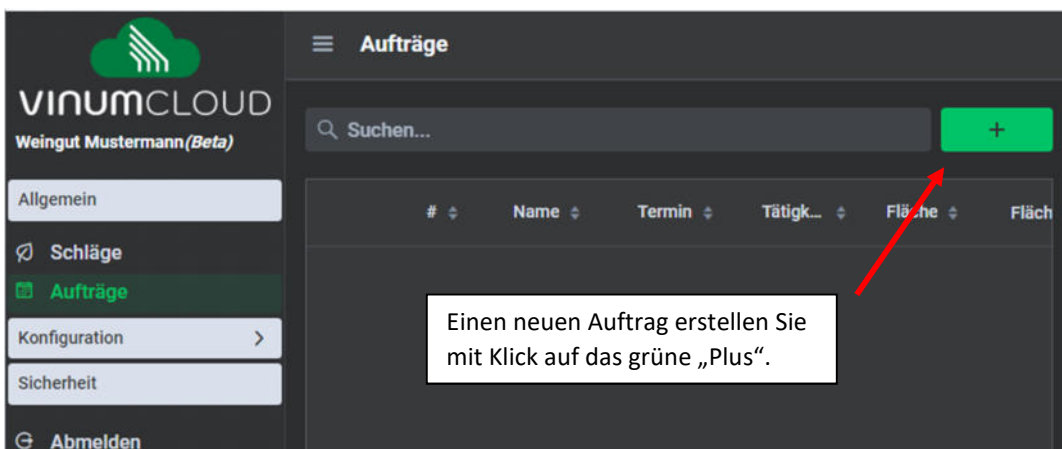 VINUMCLOUD
Weingut Mustermann(Beta)
Allgemein
Schläge
Aufträge
Konfiguration
Sicherheit
Abmelden
Aufträge
Suchen...
+
# Name Termin Tätigk... Fläche Fläch
Einen neuen Auftrag erstellen Sie
mit Klick auf das grüne „Plus“.